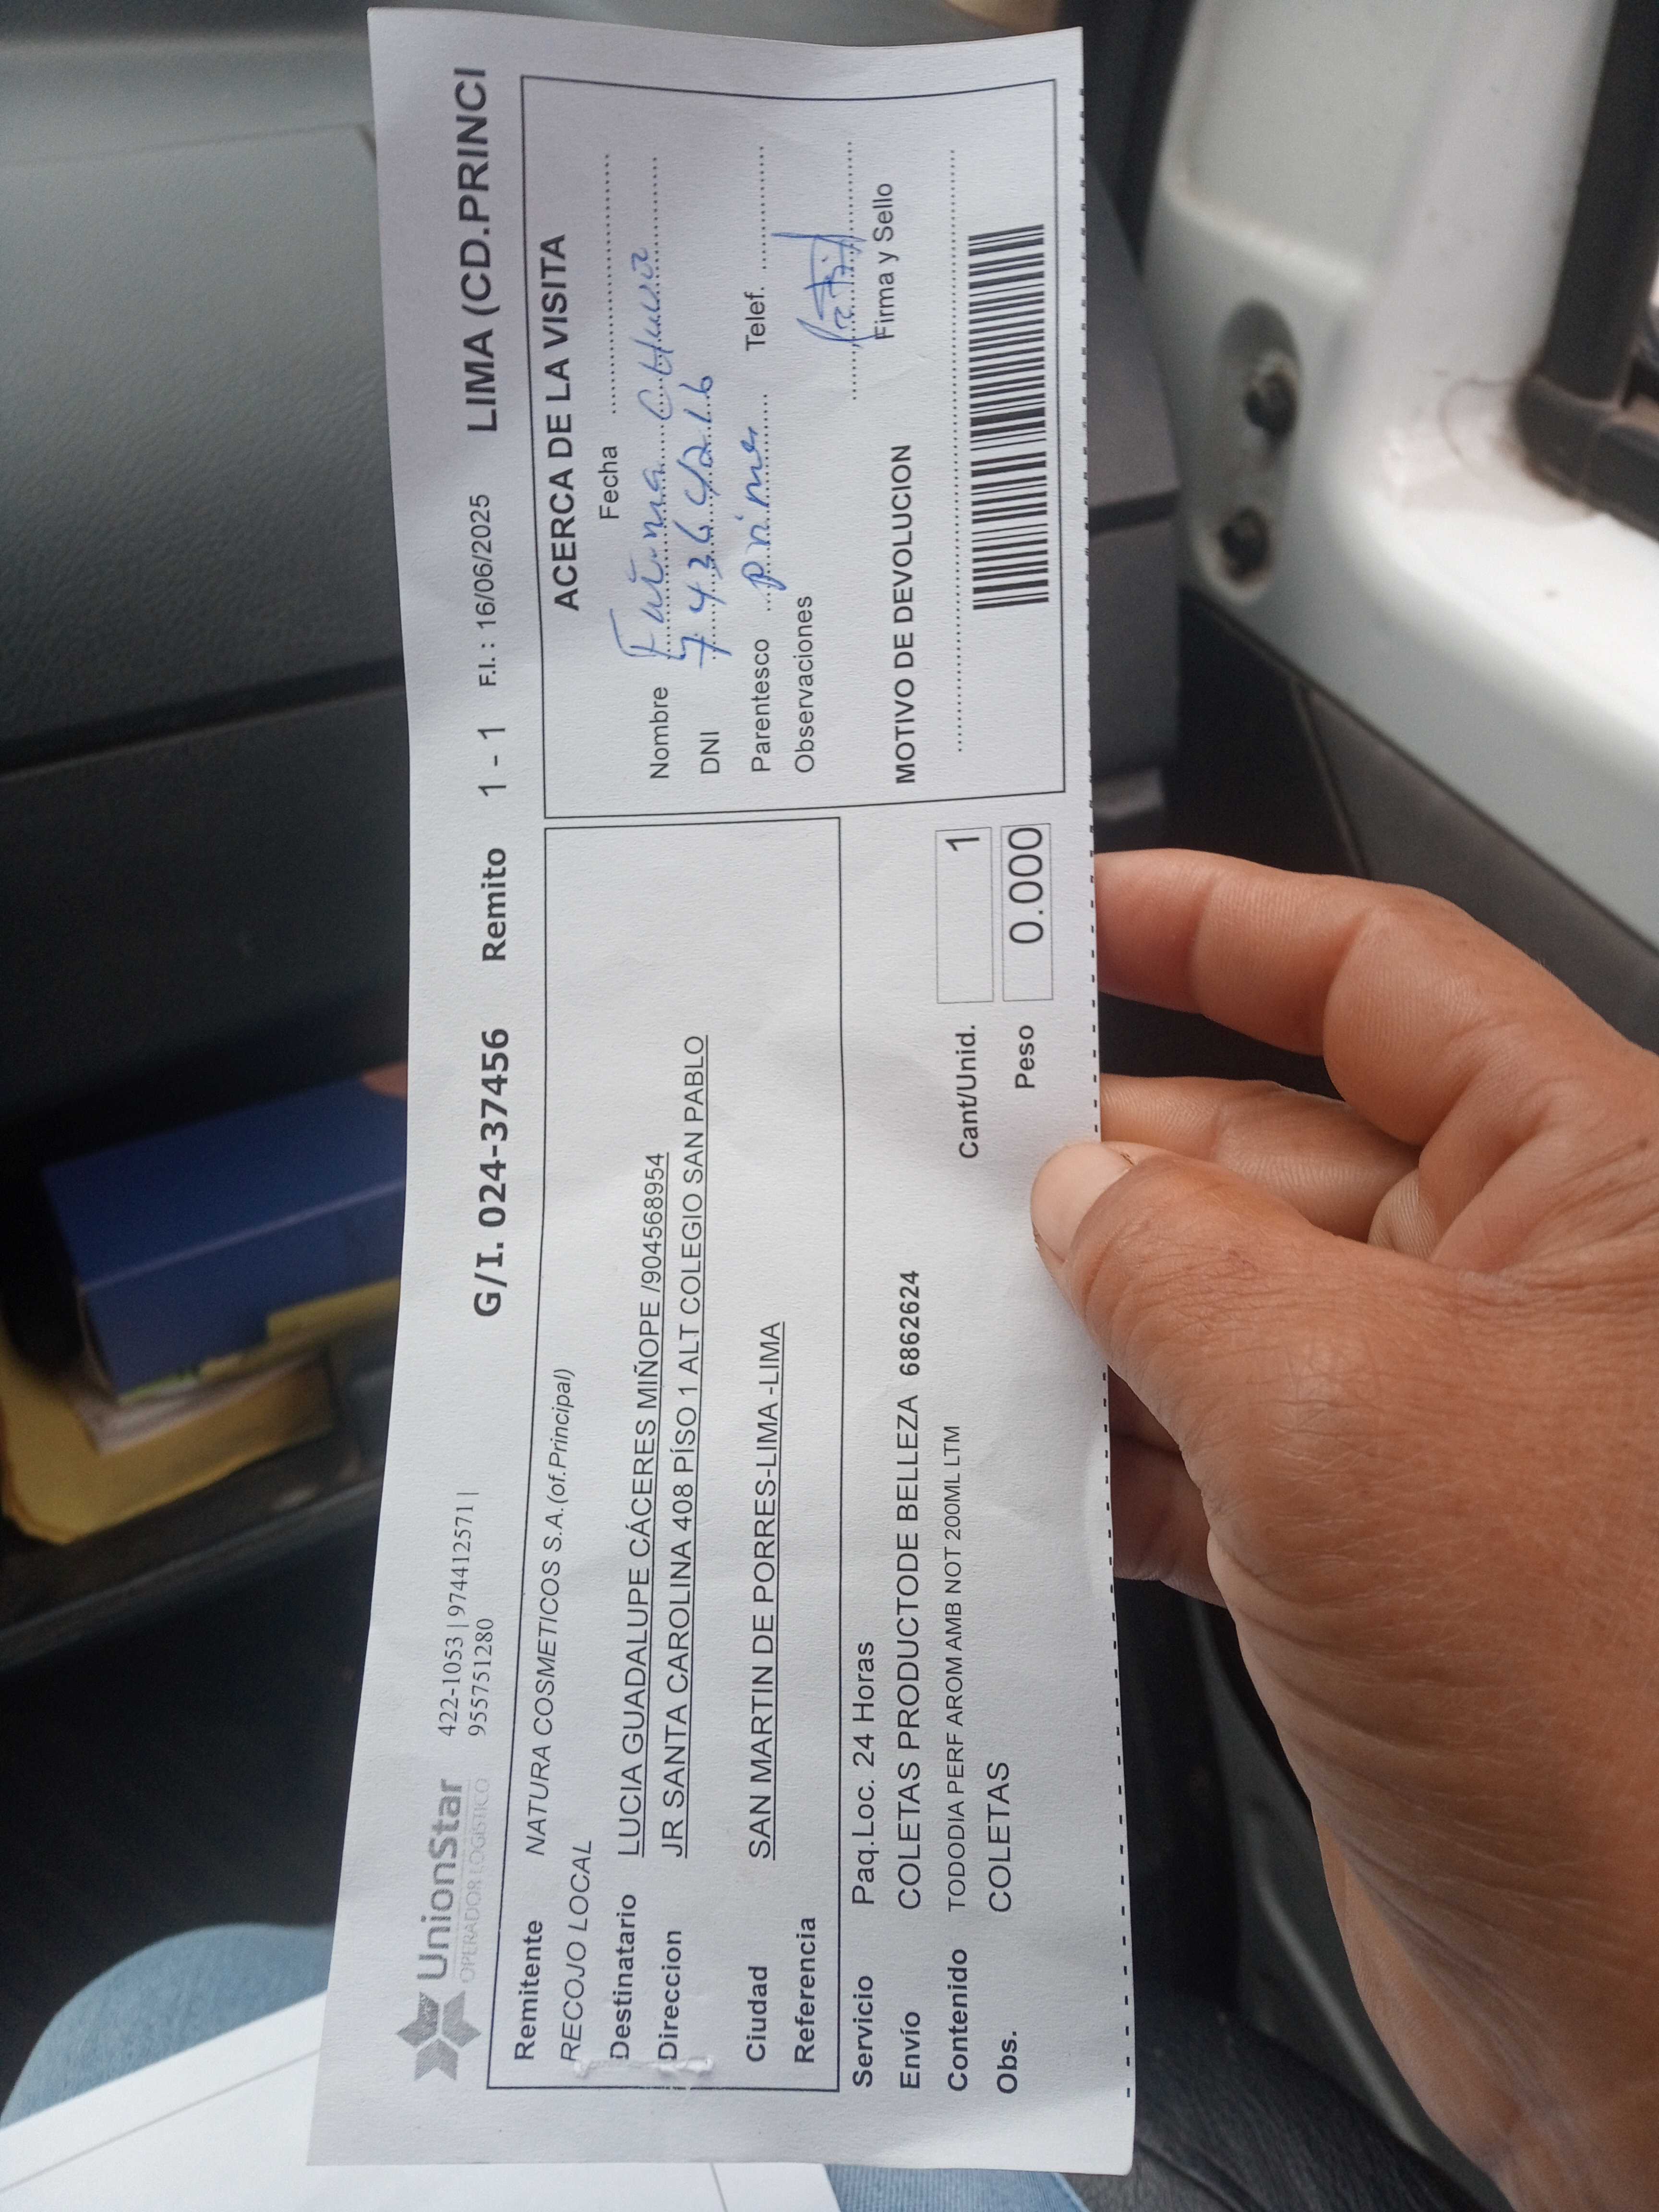 UnionStar
OPERADOR LOGÍSTICO
422-1053 | 974412571 |
955751280
G/I. 024-37456 Remito 1 - 1 F.I. : 16/06/2025 LIMA (CD.PRINCI
Remitente NATURA COSMETICOS S.A.(of.Principal)
RECOJO LOCAL
Destinatario LUCIA GUADALUPE CÁCERES MIÑOPE /904568954
Direccion JR SANTA CAROLINA 408 PÍSO 1 ALT COLEGIO SAN PABLO
Ciudad SAN MARTIN DE PORRES-LIMA -LIMA
Referencia
Servicio Paq.Loc. 24 Horas
Envío COLETAS PRODUCTODE BELLEZA 6862624
Contenido TODODIA PERF AROM AMB NOT 200ML LTM
Obs. COLETAS
Cant/Unid. 1
Peso 0.000
ACERCA DE LA VISITA
Fecha
Nombre
DNI 74364216
Parentesco Telef.
Observaciones
Firma y Sello
MOTIVO DE DEVOLUCION